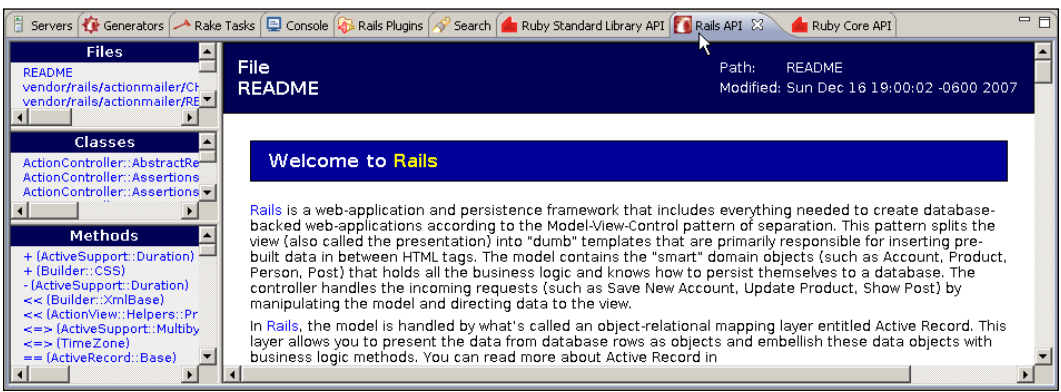 Servers Generators Rake Tasks Console Rails Plugins Search Ruby Standard Library API Rails API Ruby Core API
Files
README
vendor/rails/actionmailer/CH
vendor/rails/actionmailer/RE
Classes
ActionController::AbstractRe
ActionController::Assertions
ActionController::Assertions
Methods
+ (ActiveSupport::Duration)
+ (Builder::CSS)
- (ActiveSupport::Duration)
<< (Builder::XmlBase)
<< (ActionView::Helpers::Pr
<=> (ActiveSupport::Multiby
<=> (TimeZone)
== (ActiveRecord::Base)
File
README
Path: README
Modified: Sun Dec 16 19:00:02 -0600 2007
Welcome to Rails
Rails is a web-application and persistence framework that includes everything needed to create database-
backed web-applications according to the Model-View-Control pattern of separation. This pattern splits the
view (also called the presentation) into "dumb" templates that are primarily responsible for inserting pre-
built data in between HTML tags. The model contains the "smart" domain objects (such as Account, Product,
Person, Post) that holds all the business logic and knows how to persist themselves to a database. The
controller handles the incoming requests (such as Save New Account, Update Product, Show Post) by
manipulating the model and directing data to the view.
In Rails, the model is handled by what's called an object-relational mapping layer entitled Active Record. This
layer allows you to present the data from database rows as objects and embellish these data objects with
business logic methods. You can read more about Active Record in